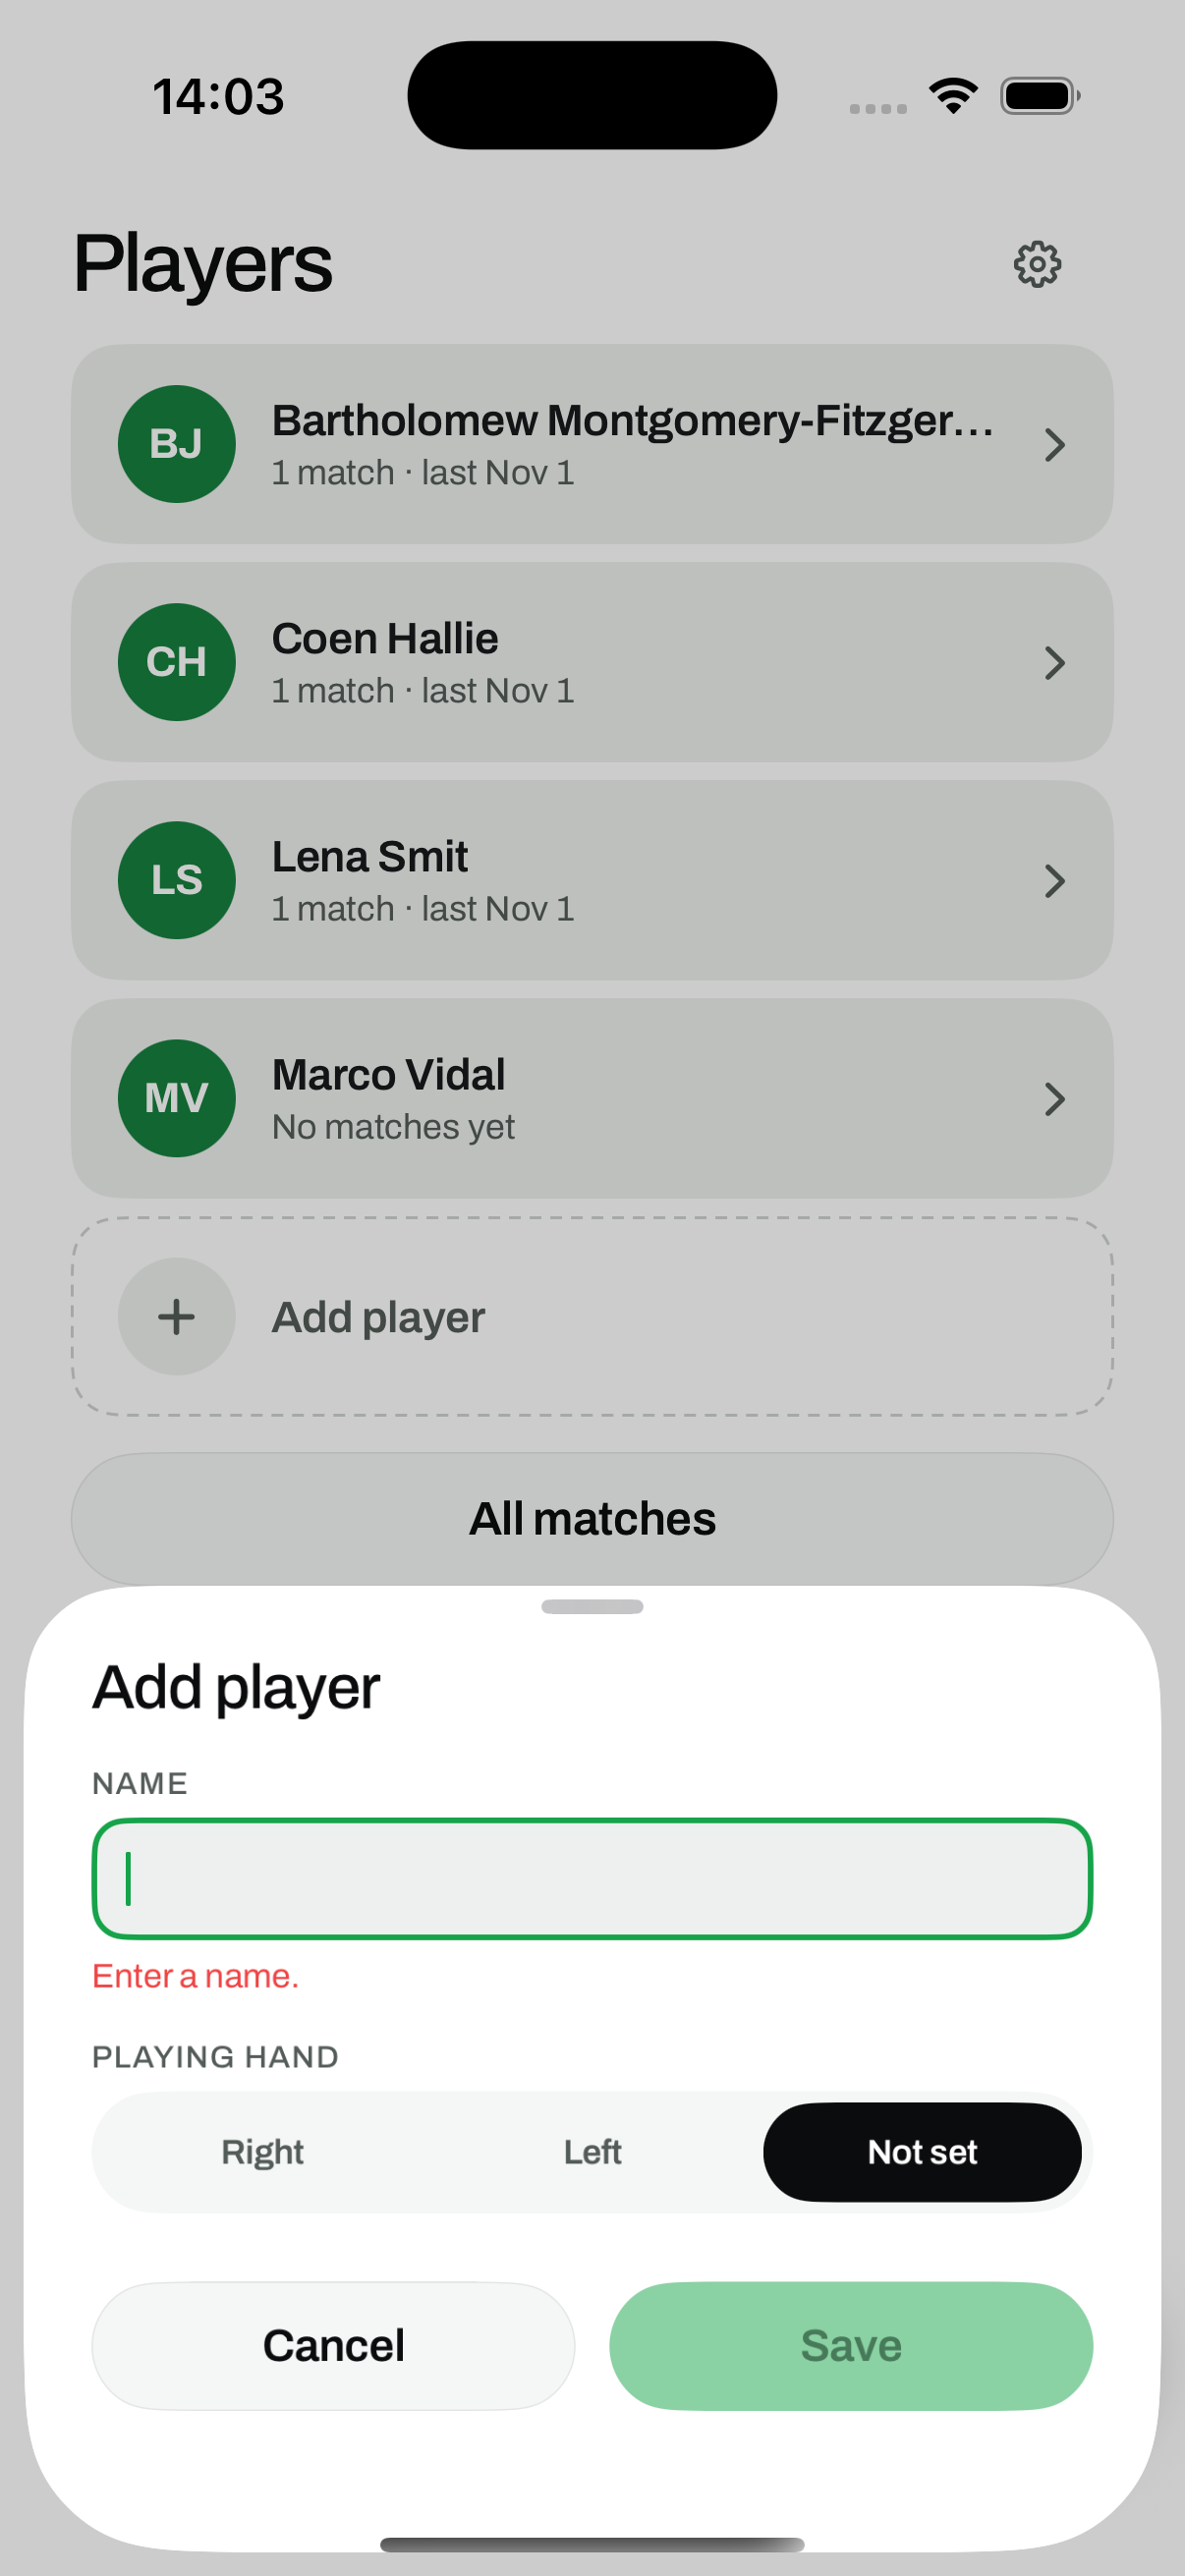 14:03
Players
BJ
Bartholomew Montgomery-Fitzger...
1 match · last Nov 1
CH
Coen Hallie
1 match · last Nov 1
LS
Lena Smit
1 match · last Nov 1
MV
Marco Vidal
No matches yet
Add player
All matches
Add player
NAME
Enter a name.
PLAYING HAND
Right Left Not set
Cancel Save